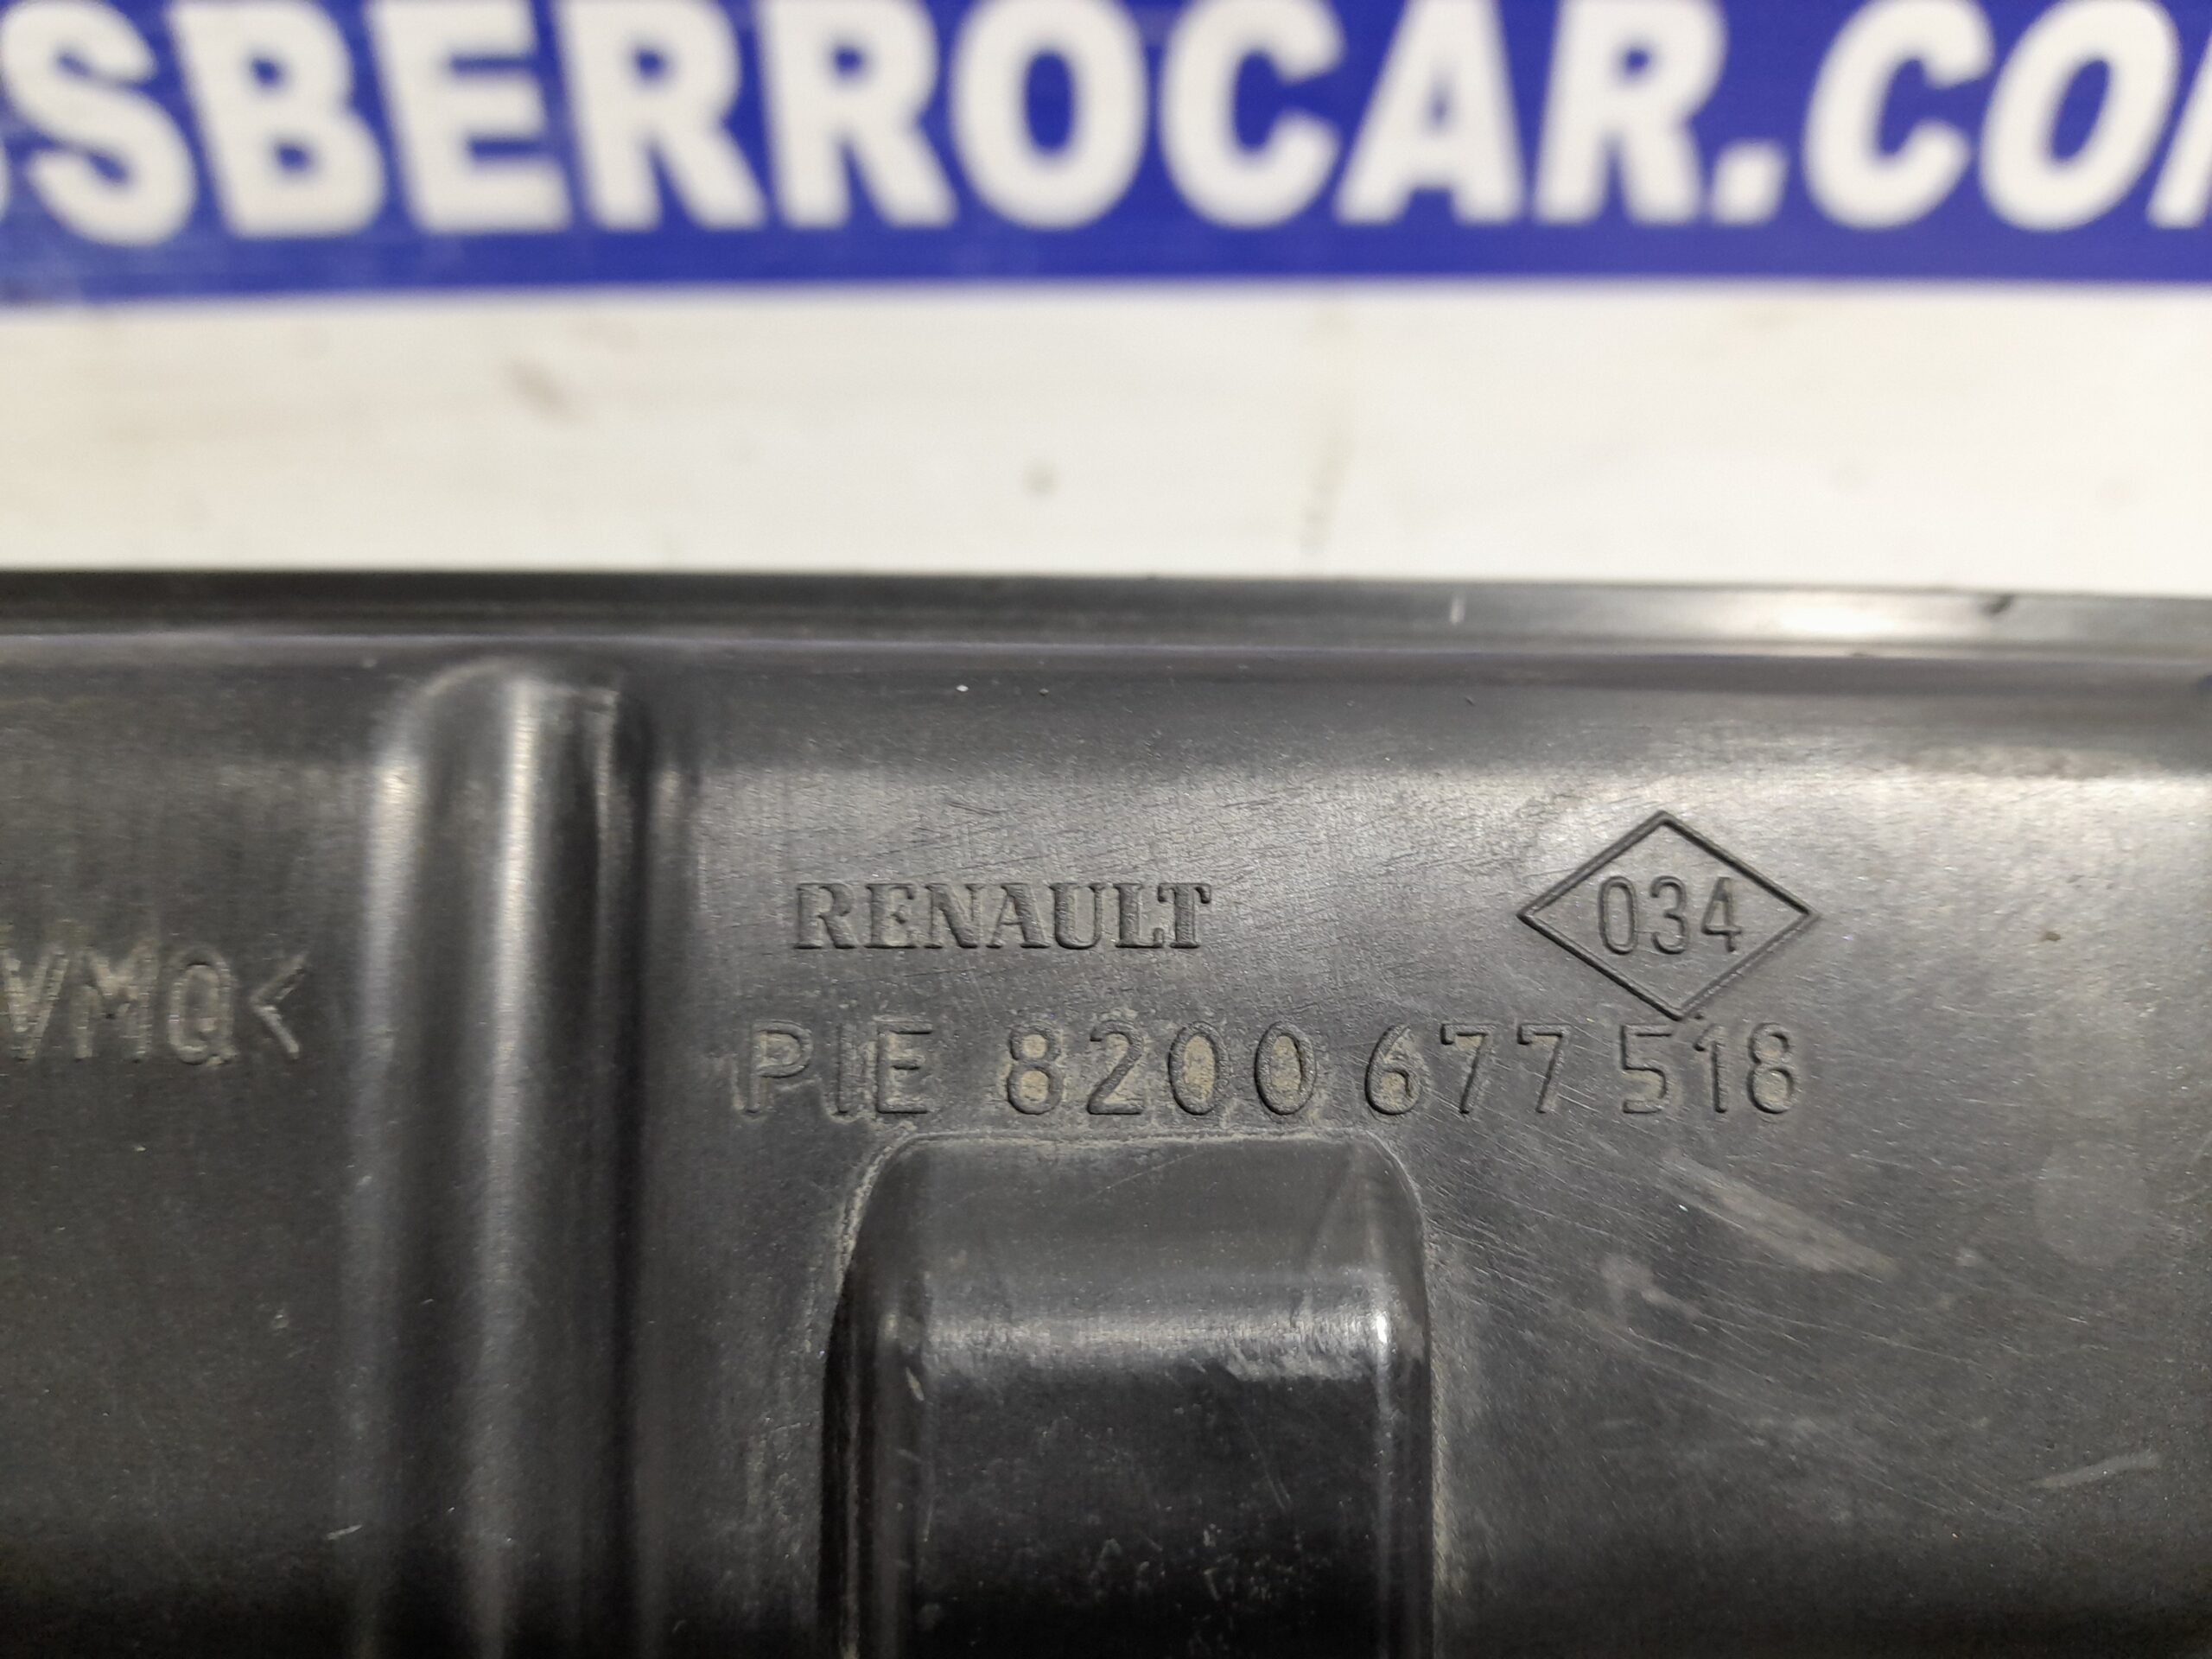 SBERROCAR.CO
RENAULT
034
VMQ<
PIE 8200 677 518